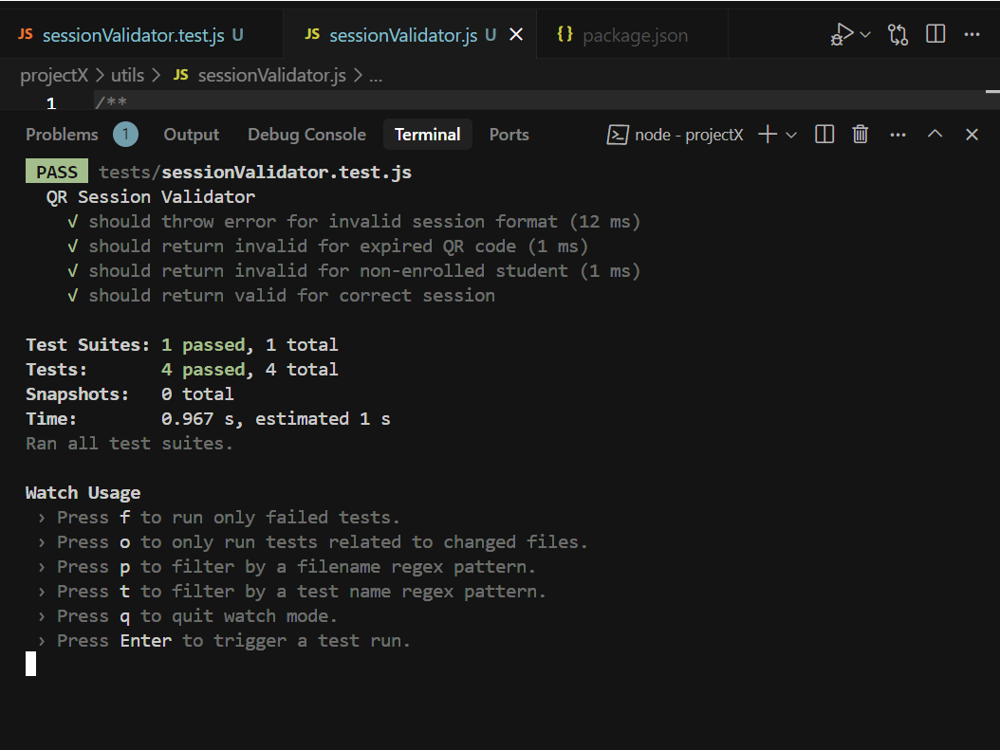 JS sessionValidator.test.js U JS sessionValidator.js U {} package.json
projectX > utils > JS sessionValidator.js > ...
1 /**
Problems 1 Output Debug Console Terminal Ports node - projectX
PASS tests/sessionValidator.test.js
QR Session Validator
√ should throw error for invalid session format (12 ms)
√ should return invalid for expired QR code (1 ms)
√ should return invalid for non-enrolled student (1 ms)
√ should return valid for correct session
Test Suites: 1 passed, 1 total
Tests: 4 passed, 4 total
Snapshots: 0 total
Time: 0.967 s, estimated 1 s
Ran all test suites.
Watch Usage
› Press f to run only failed tests.
› Press o to only run tests related to changed files.
› Press p to filter by a filename regex pattern.
› Press t to filter by a test name regex pattern.
› Press q to quit watch mode.
› Press Enter to trigger a test run.